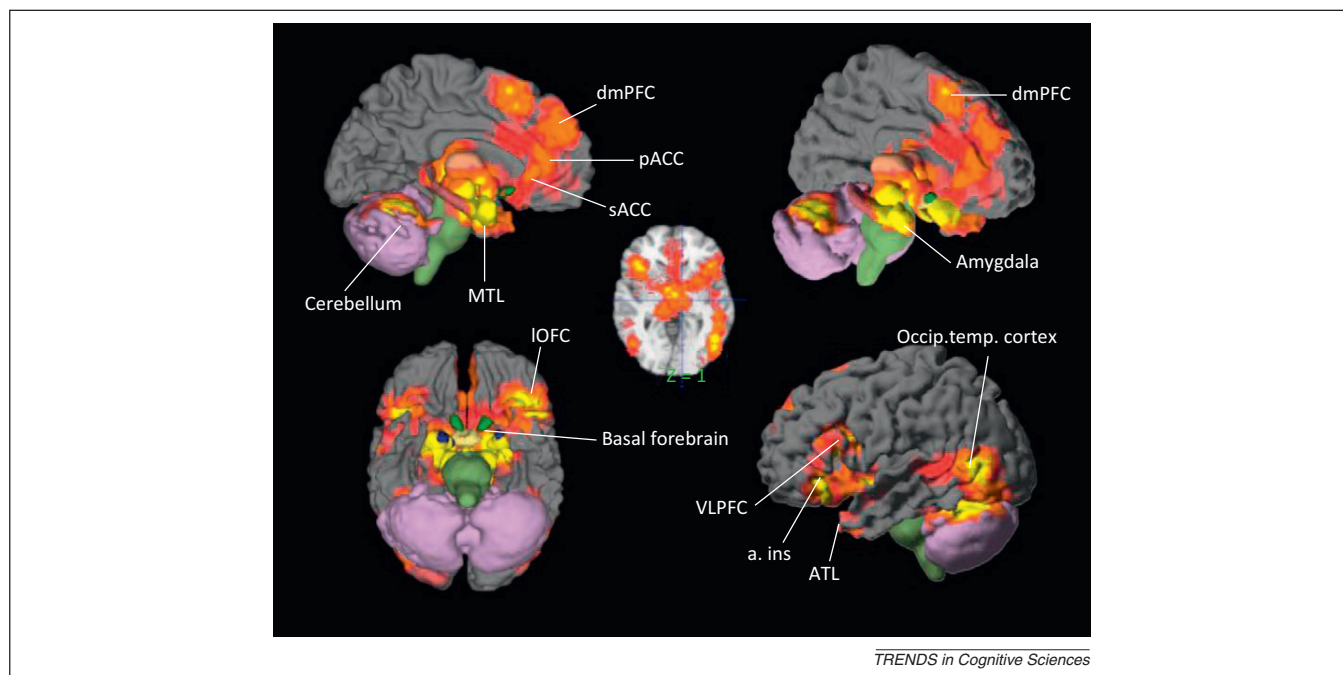 dmPFC
pACC
sACC
MTL
Cerebellum
dmPFC
Amygdala
Z = 1
lOFC
Basal forebrain
Occip.temp. cortex
VLPFC
a. ins
ATL
TRENDS in Cognitive Sciences